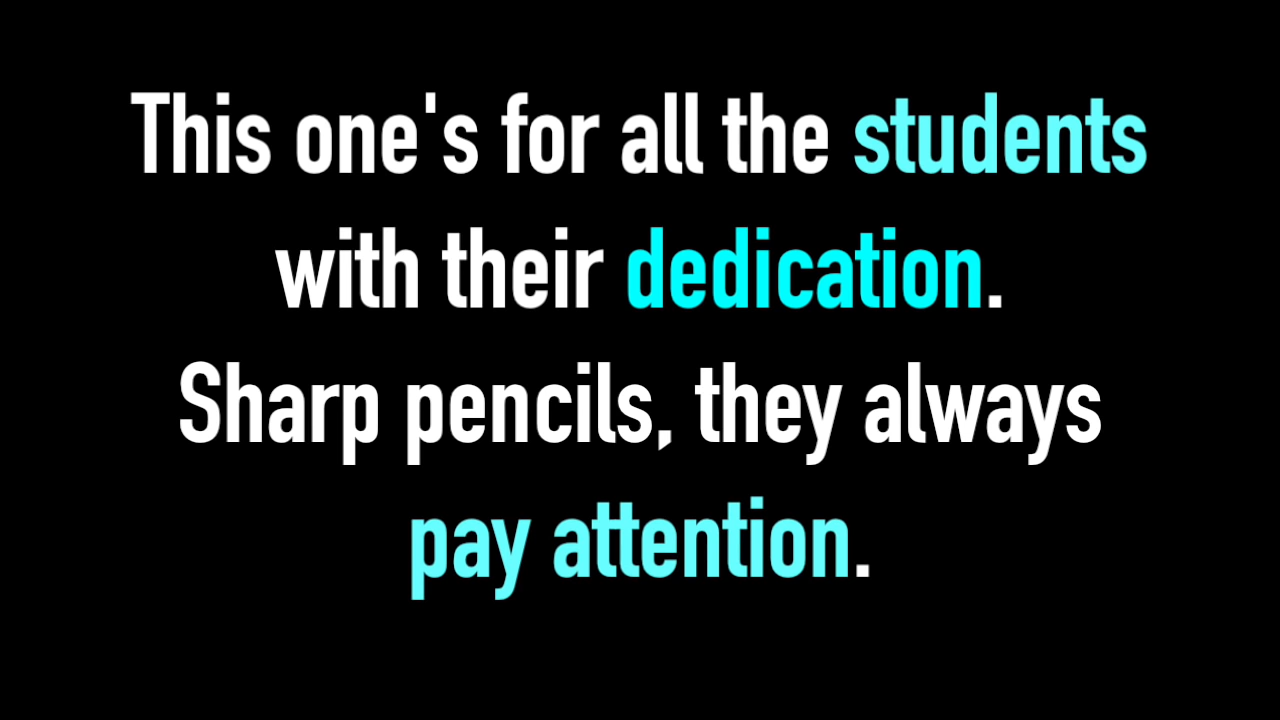 This one's for all the students
with their dedication.
Sharp pencils, they always
pay attention.